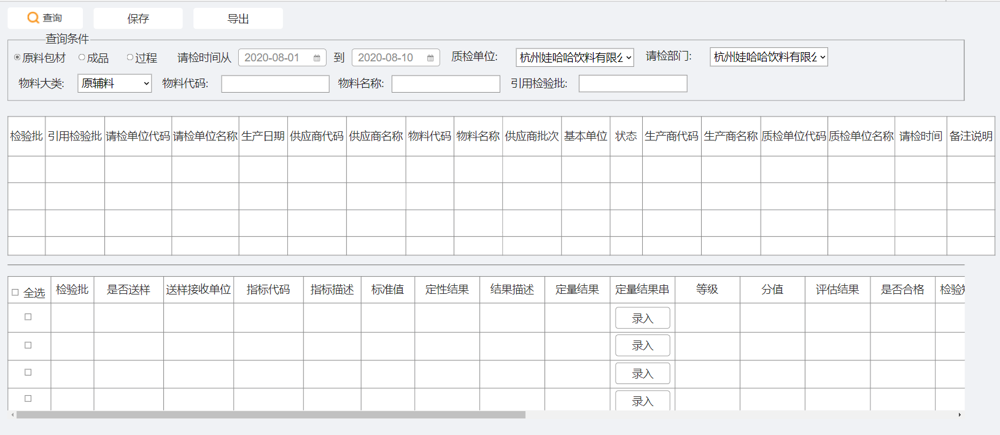 查询 保存 导出
查询条件
原料包材 成品 过程 请检时间从 2020-08-01 到 2020-08-10 质检单位: 杭州娃哈哈饮料有限公 请检部门: 杭州娃哈哈饮料有限公
物料大类: 原辅料 物料代码: 物料名称: 引用检验批:
检验批 引用检验批 请检单位代码 请检单位名称 生产日期 供应商代码 供应商名称 物料代码 物料名称 供应商批次 基本单位 状态 生产商代码 生产商名称 质检单位代码 质检单位名称 请检时间 备注说明
全选 检验批 是否送样 送样接收单位 指标代码 指标描述 标准值 定性结果 结果描述 定量结果 定量结果串 等级 分值 评估结果 是否合格 检验
录入
录入
录入
录入